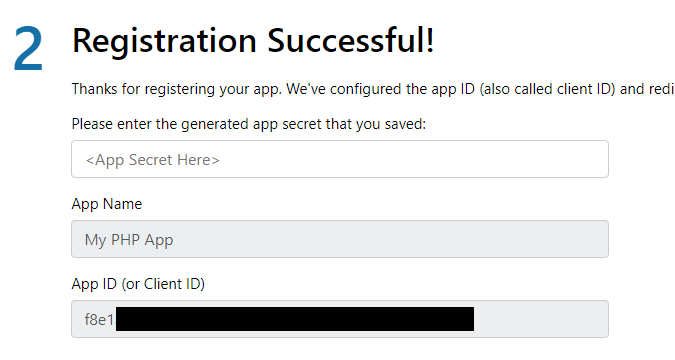 2
Registration Successful!
Thanks for registering your app. We've configured the app ID (also called client ID) and redi
Please enter the generated app secret that you saved:
<App Secret Here>
App Name
My PHP App
App ID (or Client ID)
f8e1